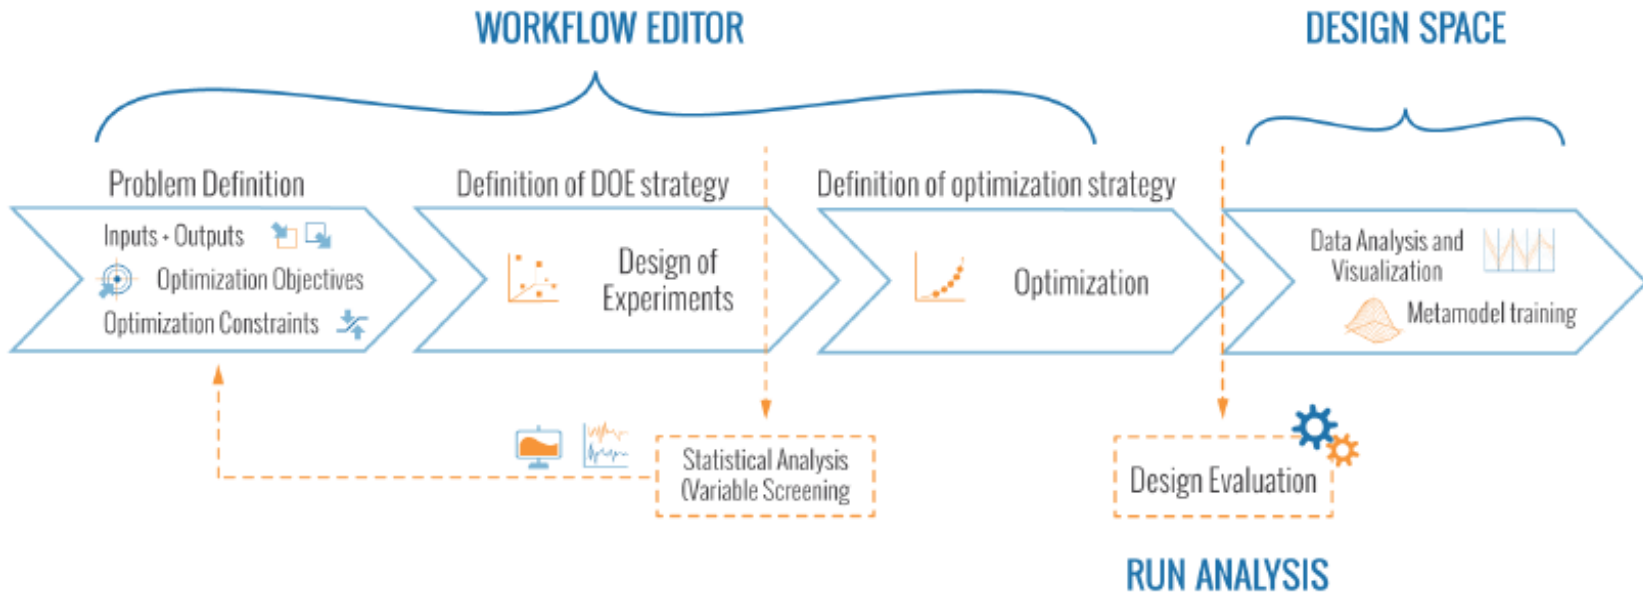 WORKFLOW EDITOR
DESIGN SPACE
Problem Definition
Definition of DOE strategy
Definition of optimization strategy
Inputs + Outputs
Optimization Objectives
Optimization Constraints
Design of
Experiments
Optimization
Data Analysis and
Visualization
Metamodel training
Statistical Analysis
(Variable Screening
Design Evaluation
RUN ANALYSIS